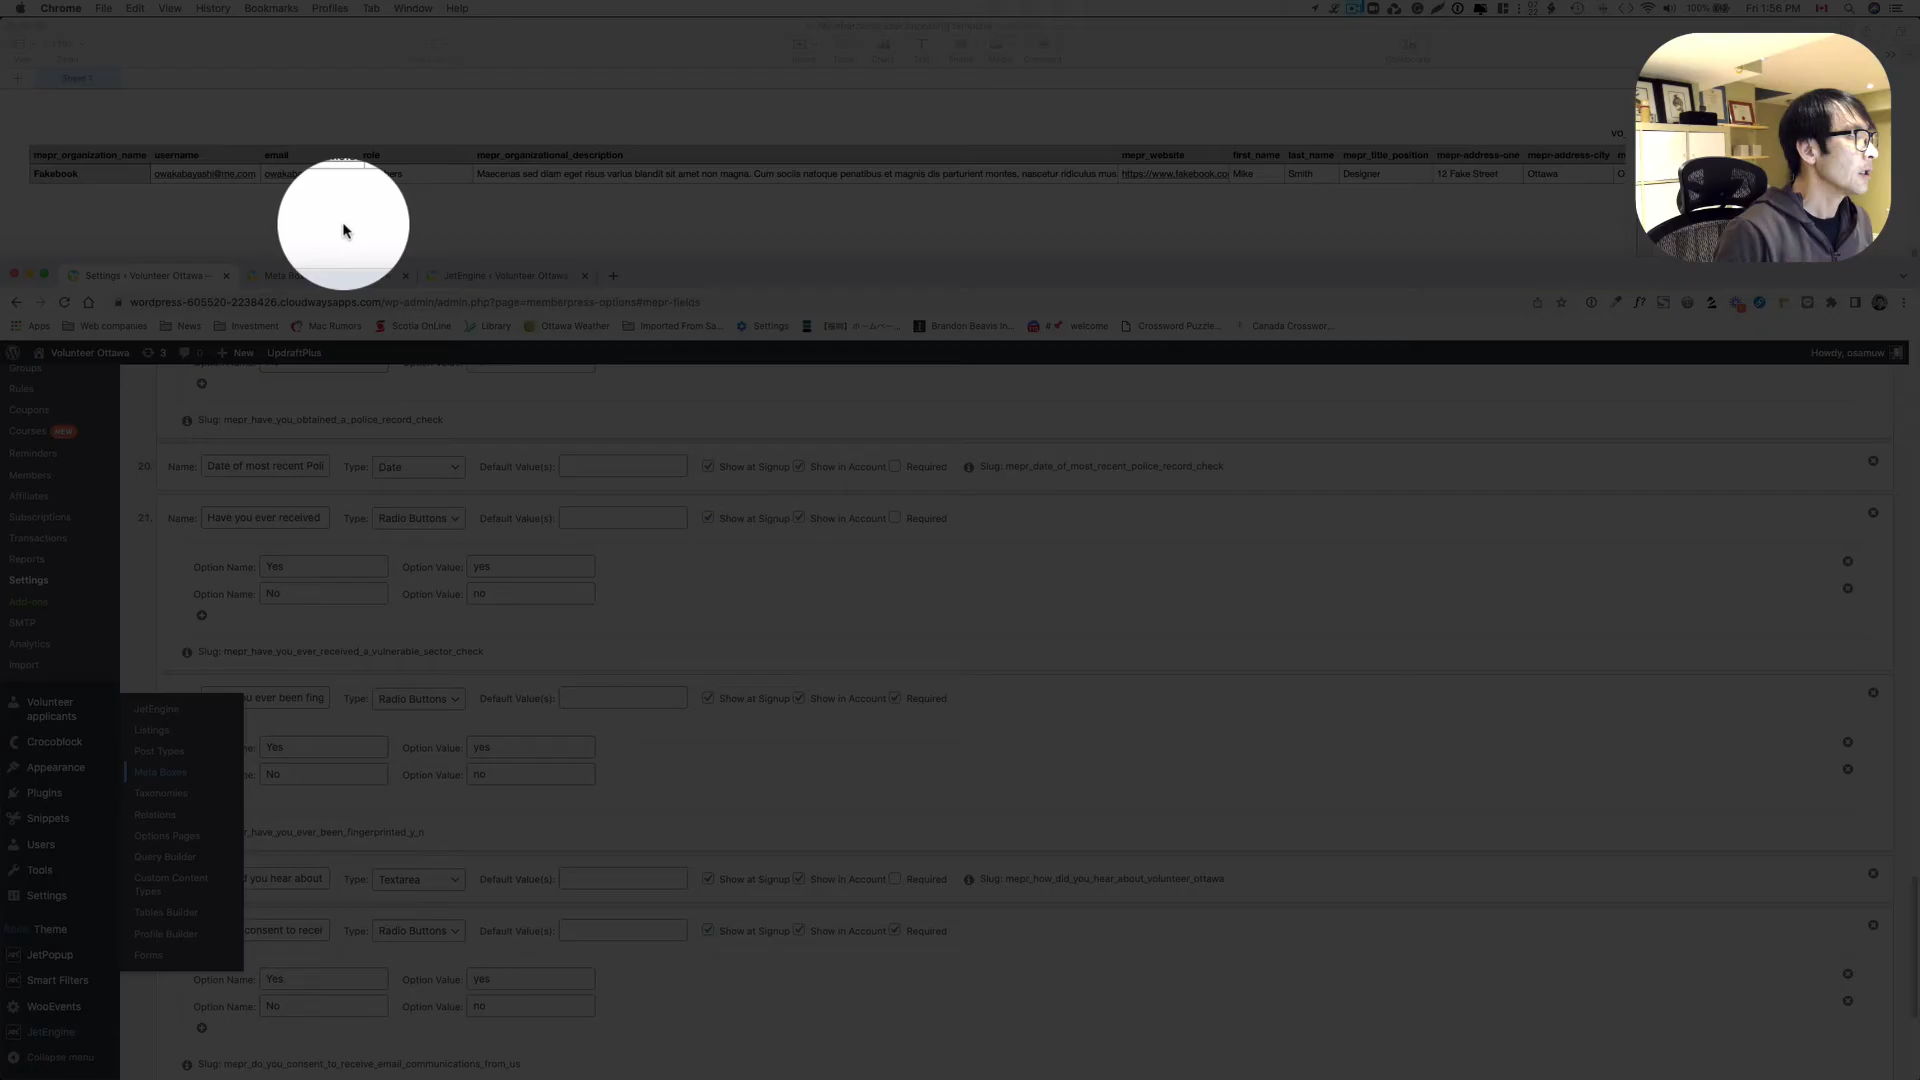 Chrome File Edit View History Bookmarks Profiles Tab Window Help 100% Fri 1:56 PM
Sheet 1
mepr_organization_name username email role mepr_organizational_description mepr_website first_name last_name mepr_title_position mepr-address-one mepr-address-city
Fakebook owakabayashi@me.com Maecenas sed diam eget risus varius blandit sit amet non magna. Cum sociis natoque penatibus et magnis dis parturient montes, nascetur ridiculus mus. https://www.fakebook.co Mike Smith Designer 12 Fake Street Ottawa
Settings ‹ Volunteer Ottawa — JetEngine ‹ Volunteer Ottawa
wordpress-605520-2238426.cloudwaysapps.com/wp-admin/admin.php?page=memberpress-options#mepr-fields
Apps Web companies News Investment Mac Rumors Scotia OnLine Library Ottawa Weather Imported From Sa... Settings Brandon Beavis In... welcome Crossword Puzzle... Canada Crosswor...
Volunteer Ottawa 3 0 New UpdraftPlus Howdy, osamuw
Groups
Rules
Coupons
Courses NEW
Reminders
Members
Affiliates
Subscriptions
Transactions
Reports
Settings
Add-ons
SMTP
Analytics
Import
Volunteer applicants
Crocoblock
Appearance
Plugins
Snippets
Users
Tools
Settings
Theme
JetPopup
Smart Filters
WooEvents
JetEngine
Collapse menu
JetEngine
Listings
Post Types
Meta Boxes
Taxonomies
Relations
Options Pages
Query Builder
Custom Content Types
Tables Builder
Profile Builder
Forms
Slug: mepr_have_you_obtained_a_police_record_check
20. Name: Date of most recent Poli Type: Date Default Value(s): Show at Signup Show in Account Required Slug: mepr_date_of_most_recent_police_record_check
21. Name: Have you ever received Type: Radio Buttons Default Value(s): Show at Signup Show in Account Required
Option Name: Yes Option Value: yes
Option Name: No Option Value: no
Slug: mepr_have_you_ever_received_a_vulnerable_sector_check
u ever been fing Type: Radio Buttons Default Value(s): Show at Signup Show in Account Required
me: Yes Option Value: yes
me: No Option Value: no
r_have_you_ever_been_fingerprinted_y_n
d you hear about Type: Textarea Default Value(s): Show at Signup Show in Account Required Slug: mepr_how_did_you_hear_about_volunteer_ottawa
consent to recei Type: Radio Buttons Default Value(s): Show at Signup Show in Account Required
Option Name: Yes Option Value: yes
Option Name: No Option Value: no
Slug: mepr_do_you_consent_to_receive_email_communications_from_us